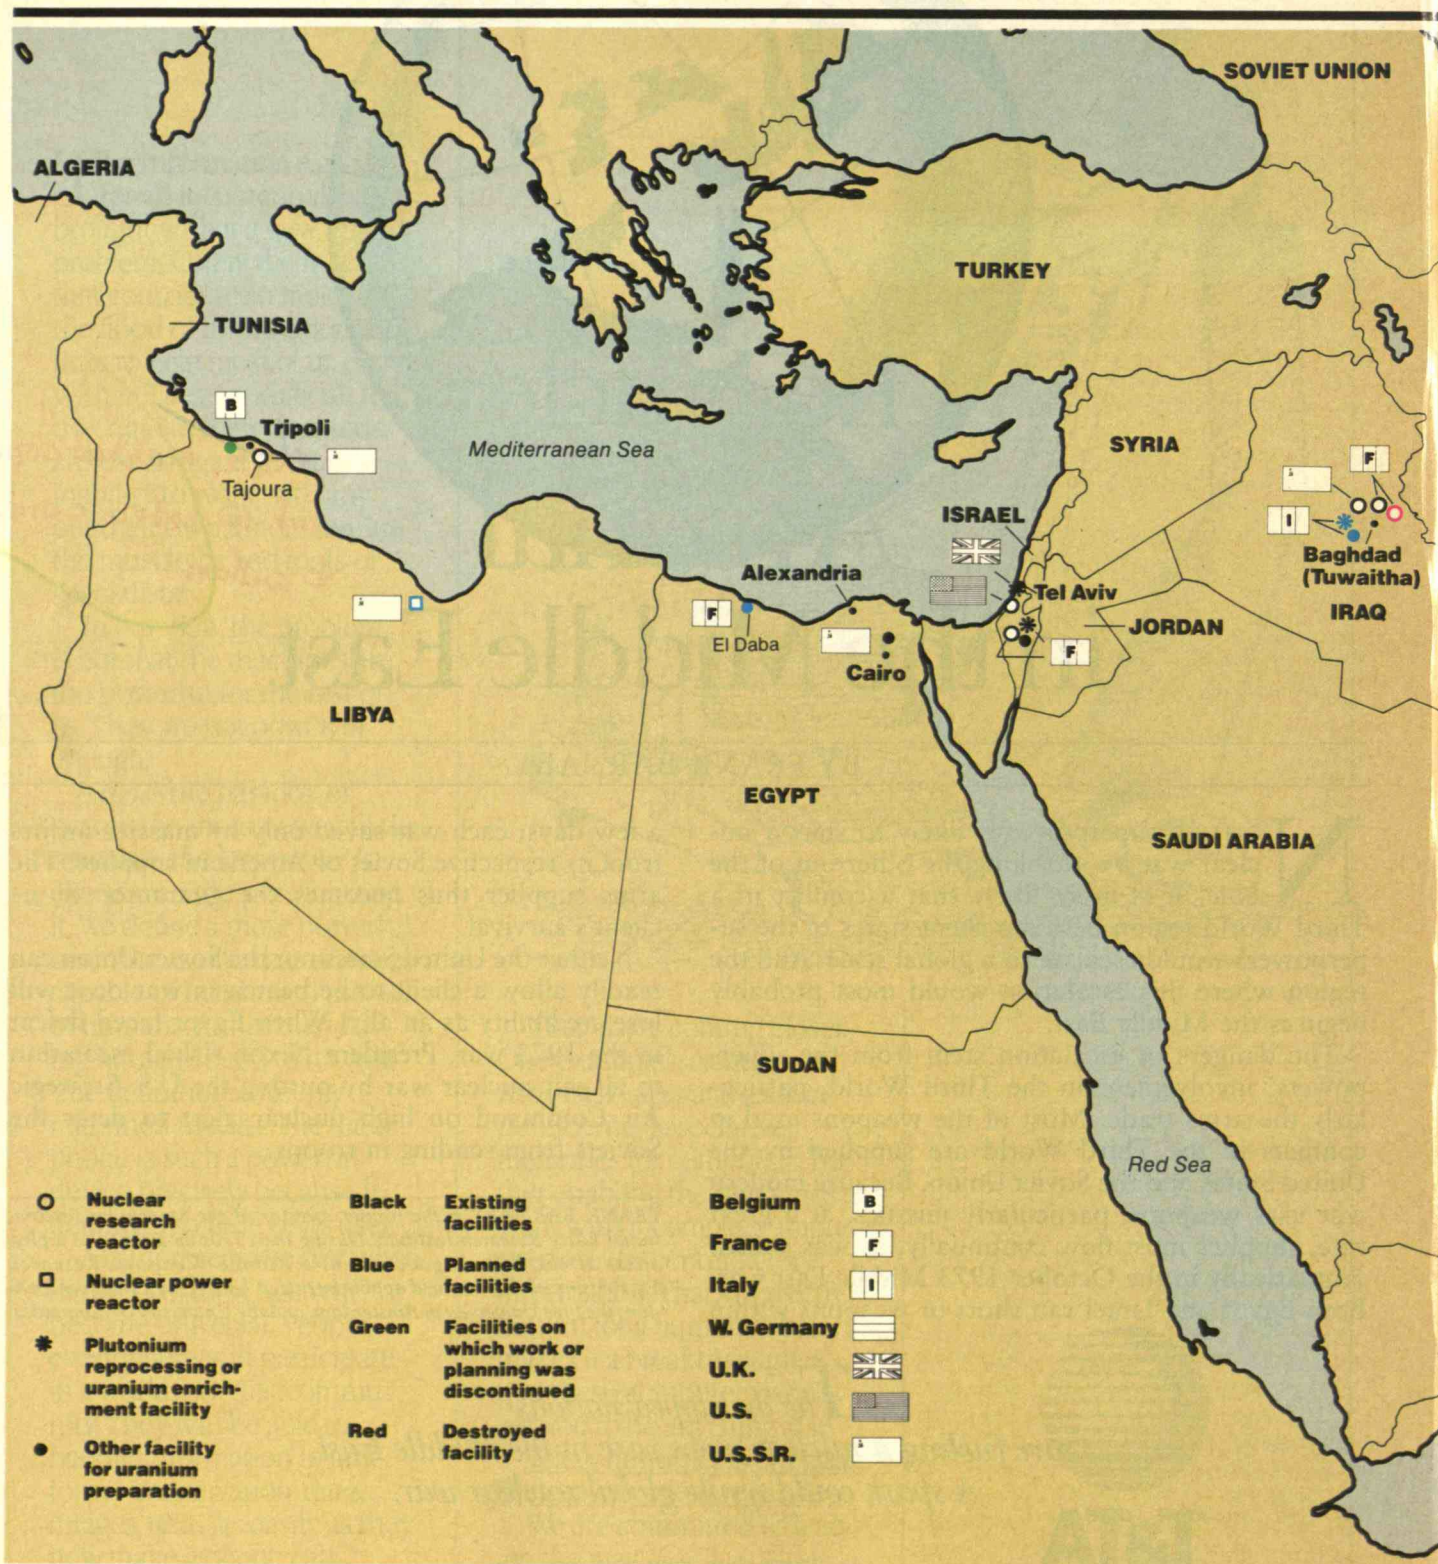 SOVIET UNION
ALGERIA
TURKEY
TUNISIA
B
Tripoli
Tajoura
Mediterranean Sea
SYRIA
F
I
Baghdad
(Tuwaitha)
IRAQ
ISRAEL
Alexandria
Tel Aviv
F
El Daba
Cairo
JORDAN
F
LIBYA
EGYPT
SAUDI ARABIA
SUDAN
Red Sea
Nuclear
research
reactor
Nuclear power
reactor
Plutonium
reprocessing or
uranium enrich-
ment facility
Other facility
for uranium
preparation
Black Existing
facilities
Blue Planned
facilities
Green Facilities on
which work or
planning was
discontinued
Red Destroyed
facility
Belgium B
France F
Italy I
W. Germany
U.K.
U.S.
U.S.S.R.